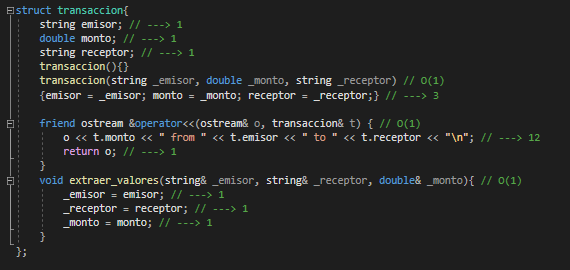 struct transaccion{
string emisor; // ---> 1
double monto; // ---> 1
string receptor; // ---> 1
transaccion(){}
transaccion(string _emisor, double _monto, string _receptor) // O(1)
{emisor = _emisor; monto = _monto; receptor = _receptor;} // ---> 3
friend ostream &operator<<(ostream& o, transaccion& t) { // O(1)
o << t.monto << " from " << t.emisor << " to " << t.receptor << "\n"; // ---> 12
return o; // ---> 1
}
void extraer_valores(string& _emisor, string& _receptor, double& _monto){ // O(1)
_emisor = emisor; // ---> 1
_receptor = receptor; // ---> 1
_monto = monto; // ---> 1
}
};